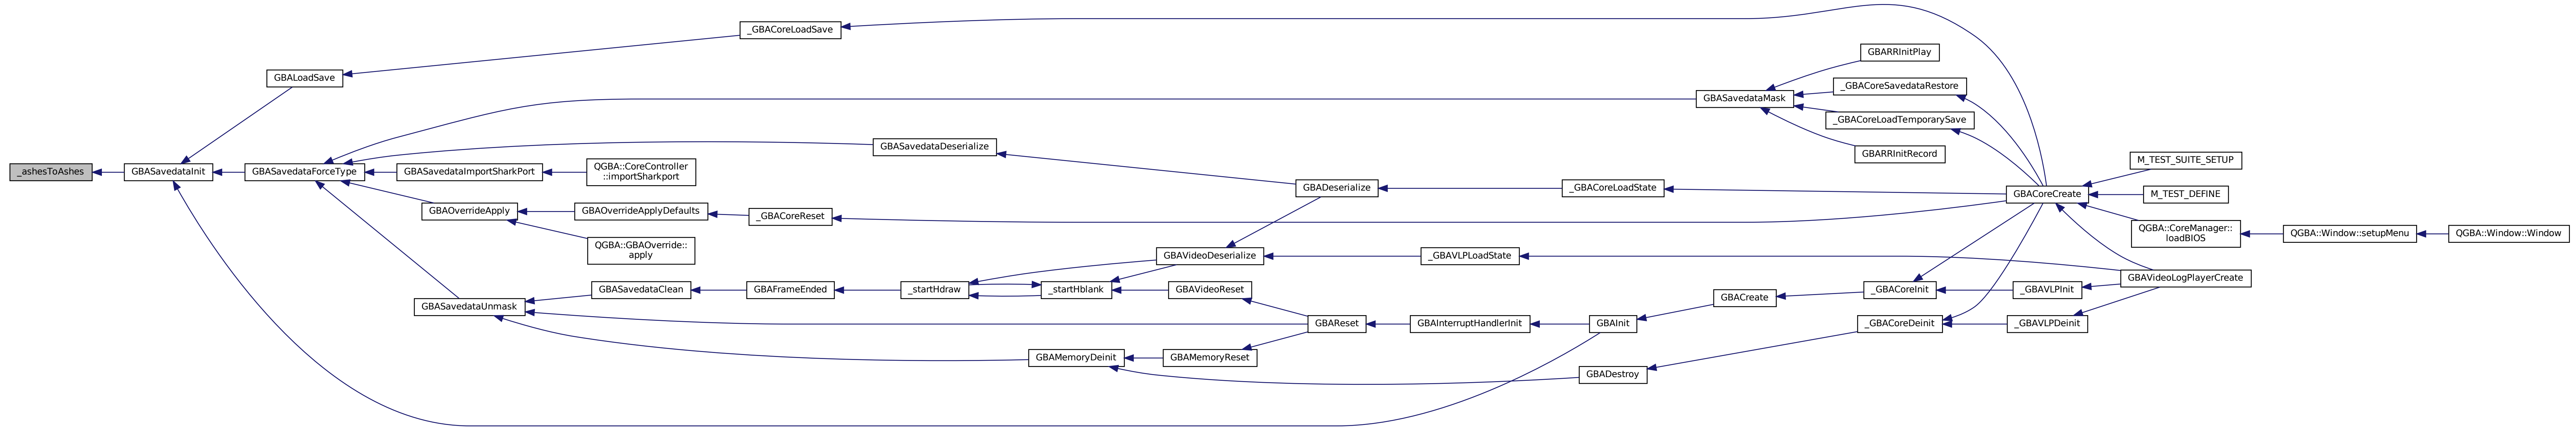 _ashesToAshes
GBASavedataInit
GBALoadSave
GBASavedataForceType
_GBACoreLoadSave
GBASavedataDeserialize
GBASavedataImportSharkPort
QGBA::CoreController
::importSharkport
GBAOverrideApply
GBAOverrideApplyDefaults
_GBACoreReset
QGBA::GBAOverride::
apply
GBASavedataUnmask
GBASavedataClean
GBAFrameEnded
_startHdraw
_startHblank
GBAMemoryDeinit
GBAMemoryReset
GBAVideoDeserialize
GBAVideoReset
GBADeserialize
GBAReset
_GBACoreLoadState
_GBAVLPLoadState
GBAInterruptHandlerInit
GBAInit
GBADestroy
GBACreate
GBASavedataMask
GBARRInitPlay
_GBACoreSavedataRestore
_GBACoreLoadTemporarySave
GBARRInitRecord
_GBACoreInit
_GBACoreDeinit
_GBAVLPInit
_GBAVLPDeinit
GBACoreCreate
M_TEST_SUITE_SETUP
M_TEST_DEFINE
QGBA::CoreManager::
loadBIOS
GBAVideoLogPlayerCreate
QGBA::Window::setupMenu
QGBA::Window::Window